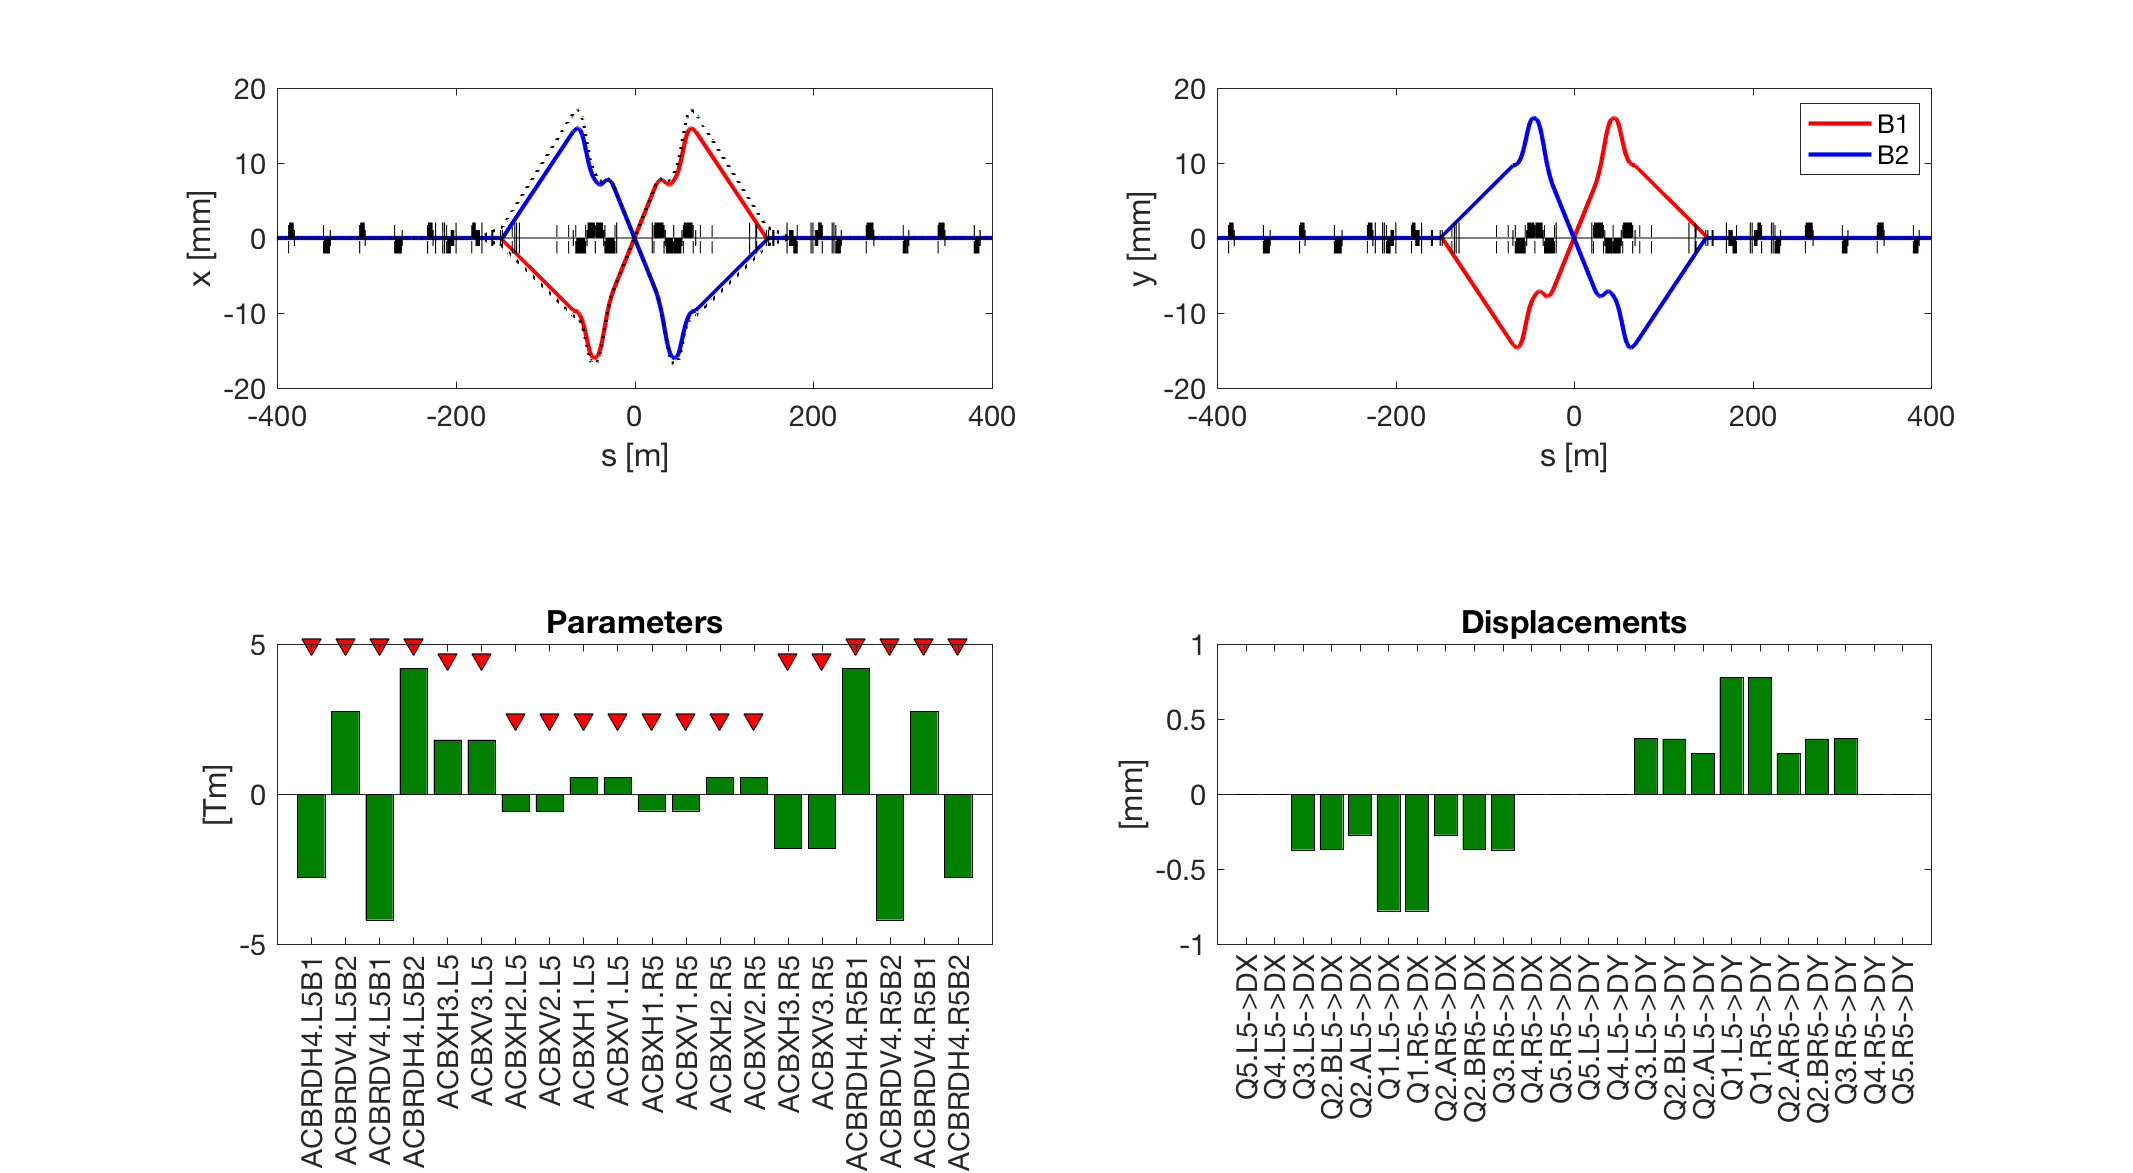 20
10
0
-10
-20
x [mm]
-400
-200
0
200
400
s [m]
20
10
0
-10
-20
y [mm]
-400
-200
0
200
400
s [m]
B1
B2
Parameters
5
0
-5
[Tm]
ACBRDH4.L5B1
ACBRDV4.L5B2
ACBRDV4.L5B1
ACBRDH4.L5B2
ACBXH3.L5
ACBXV3.L5
ACBXH2.L5
ACBXV2.L5
ACBXH1.L5
ACBXV1.L5
ACBXH1.R5
ACBXV1.R5
ACBXH2.R5
ACBXV2.R5
ACBXH3.R5
ACBXV3.R5
ACBRDH4.R5B1
ACBRDV4.R5B2
ACBRDV4.R5B1
ACBRDH4.R5B2
Displacements
1
0.5
0
-0.5
-1
[mm]
Q5.L5->DX
Q4.L5->DX
Q3.L5->DX
Q2.BL5->DX
Q2.AL5->DX
Q1.L5->DX
Q1.R5->DX
Q2.AR5->DX
Q2.BR5->DX
Q3.R5->DX
Q4.R5->DX
Q5.R5->DX
Q5.L5->DY
Q4.L5->DY
Q3.L5->DY
Q2.BL5->DY
Q2.AL5->DY
Q1.L5->DY
Q1.R5->DY
Q2.AR5->DY
Q2.BR5->DY
Q3.R5->DY
Q4.R5->DY
Q5.R5->DY